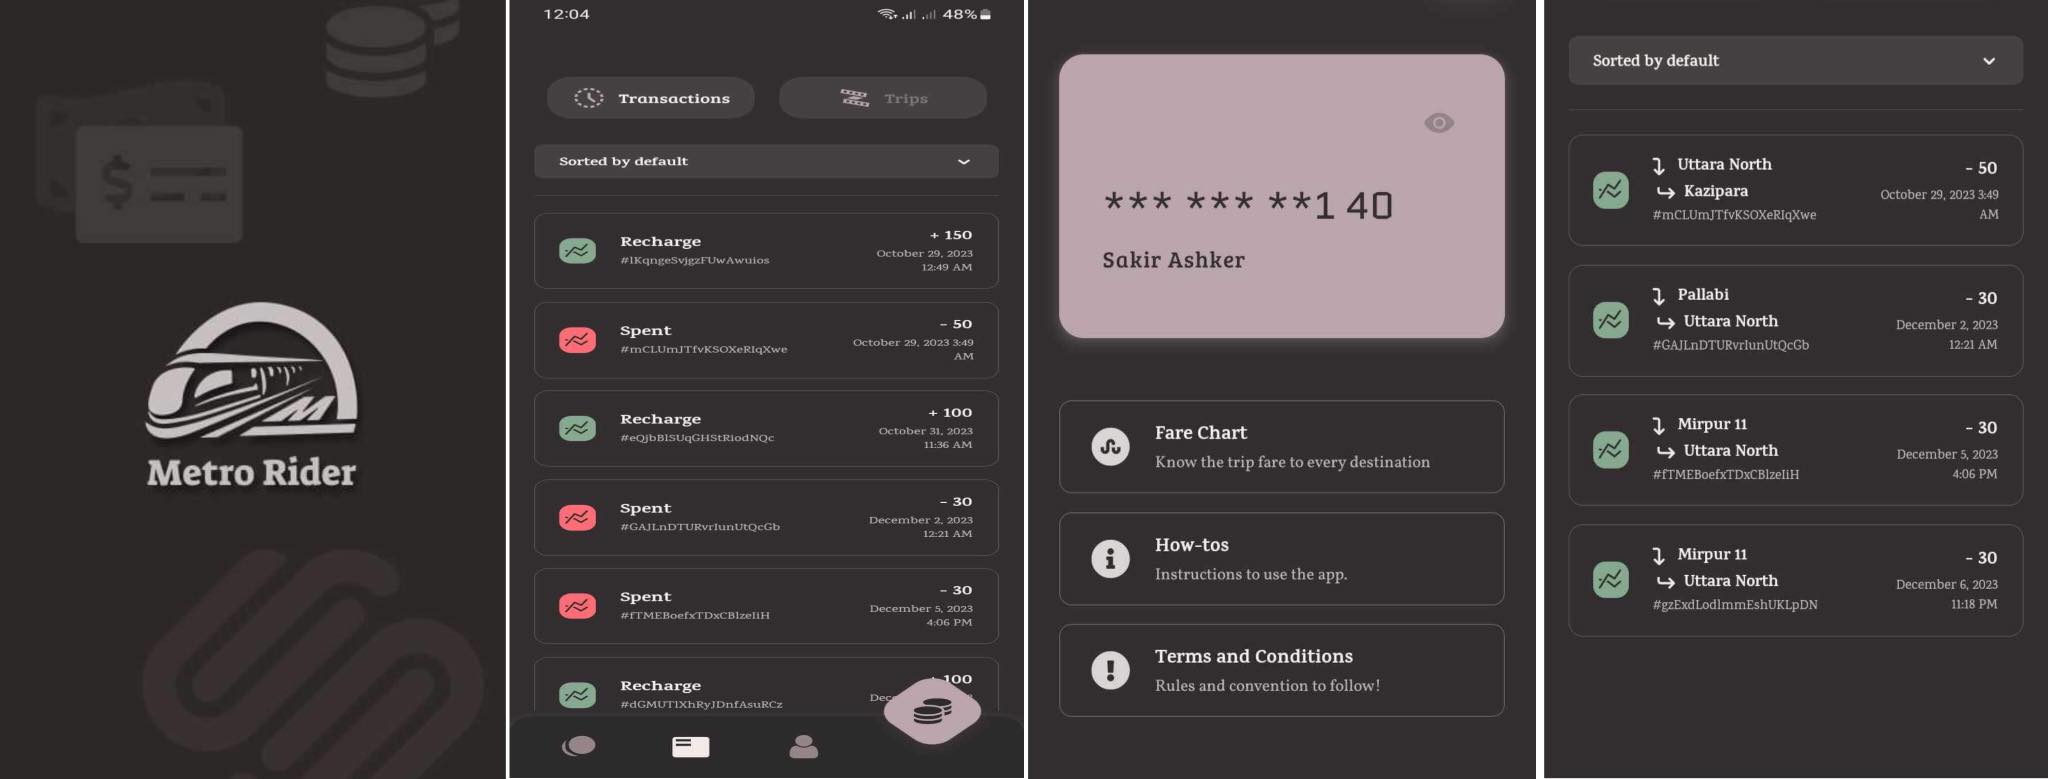 $
M
Metro Rider
12:04
48%
Transactions
Trips
Sorted by default
Recharge
+ 150
#lKqngeSvjgzFUwAwuios
October 29, 2023
12:49 AM
Spent
- 50
#mCLUmJTfvKSOXeRIqXwe
October 29, 2023 3:49
AM
Recharge
+ 100
#eQjbBlSUqGHStRiodNQc
October 31, 2023
11:36 AM
Spent
- 30
#GAJLnDTURvrIunUtQcGb
December 2, 2023
12:21 AM
Spent
- 30
#fTMEBoefxTDxCBlzeIiH
December 5, 2023
4:06 PM
Recharge
100
#dGMUTlXhRyJDnfAsuRCz
*** *** **1 40
Sakir Ashker
Fare Chart
Know the trip fare to every destination
How-tos
Instructions to use the app.
Terms and Conditions
Rules and convention to follow!
Sorted by default
Uttara North
Kazipara
- 50
#mCLUmJTfvKSOXeRIqXwe
October 29, 2023 3:49
AM
Pallabi
Uttara North
- 30
#GAJLnDTURvrIunUtQcGb
December 2, 2023
12:21 AM
Mirpur 11
Uttara North
- 30
#fTMEBoefxTDxCBlzeIiH
December 5, 2023
4:06 PM
Mirpur 11
Uttara North
- 30
#gzExdLodlmmEshUKLpDN
December 6, 2023
11:18 PM